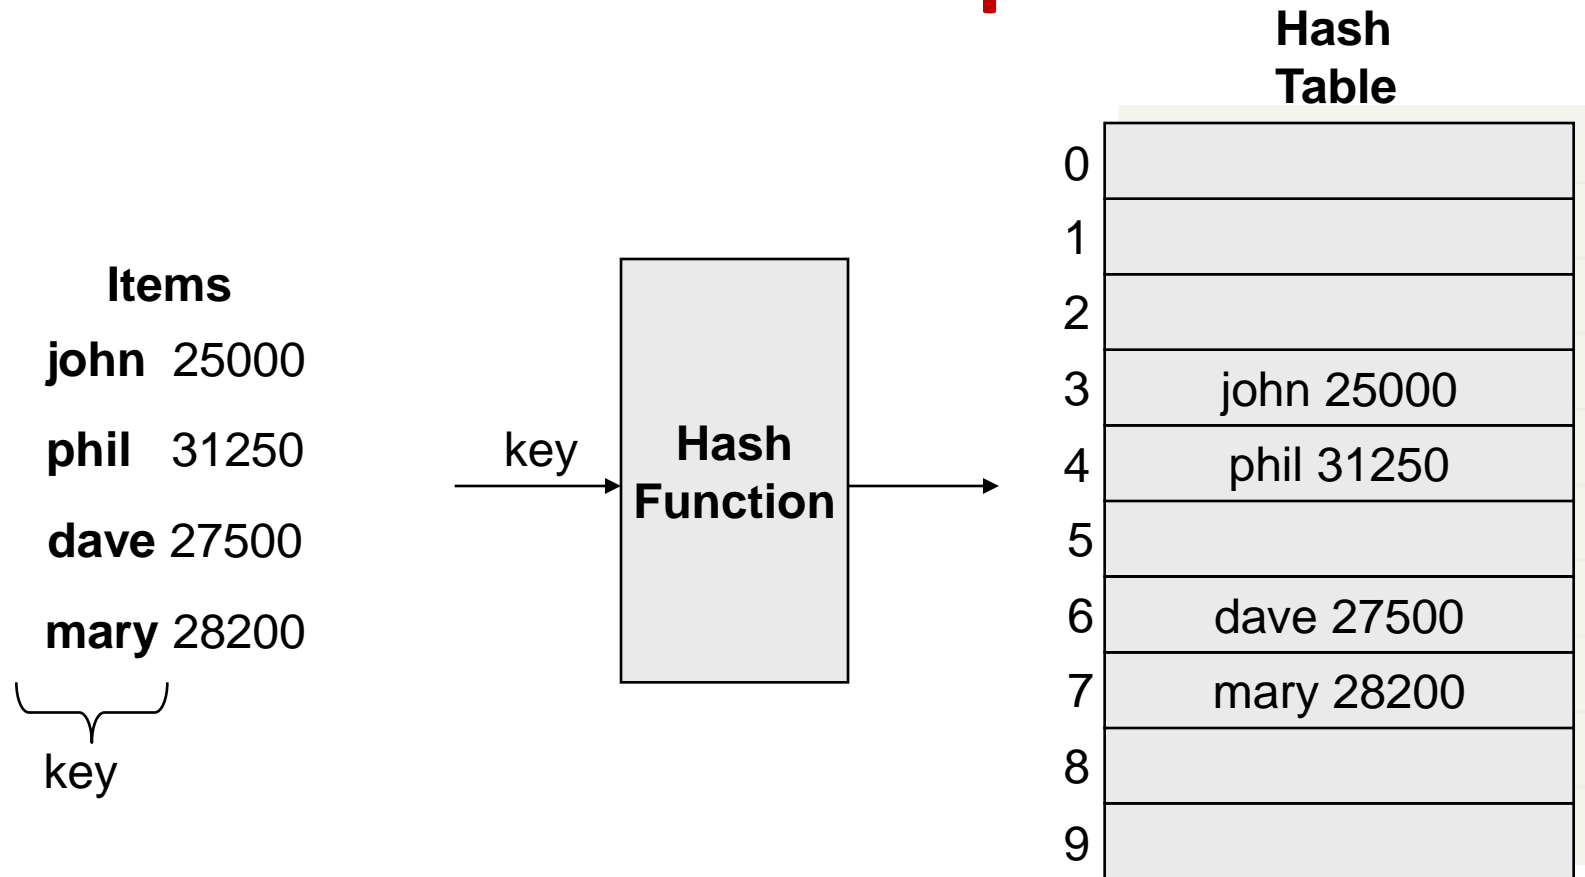 Hash
Table
Items
john 25000
phil 31250
dave 27500
mary 28200
key
key
Hash
Function
0
1
2
3 john 25000
4 phil 31250
5
6 dave 27500
7 mary 28200
8
9